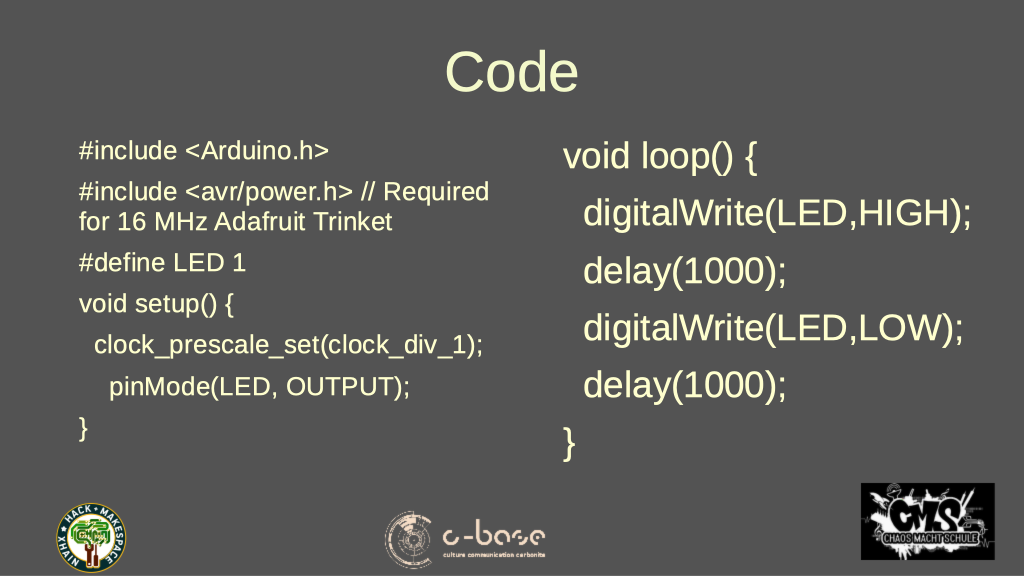 Code
#include <Arduino.h>
#include <avr/power.h> // Required
for 16 MHz Adafruit Trinket
#define LED 1
void setup() {
clock_prescale_set(clock_div_1);
pinMode(LED, OUTPUT);
}
void loop() {
digitalWrite(LED,HIGH);
delay(1000);
digitalWrite(LED,LOW);
delay(1000);
}
XHAIN ★ HACK+MAKESPACE
c-base
culture communication carbonite
CMS
CHAOS MACHT SCHULE